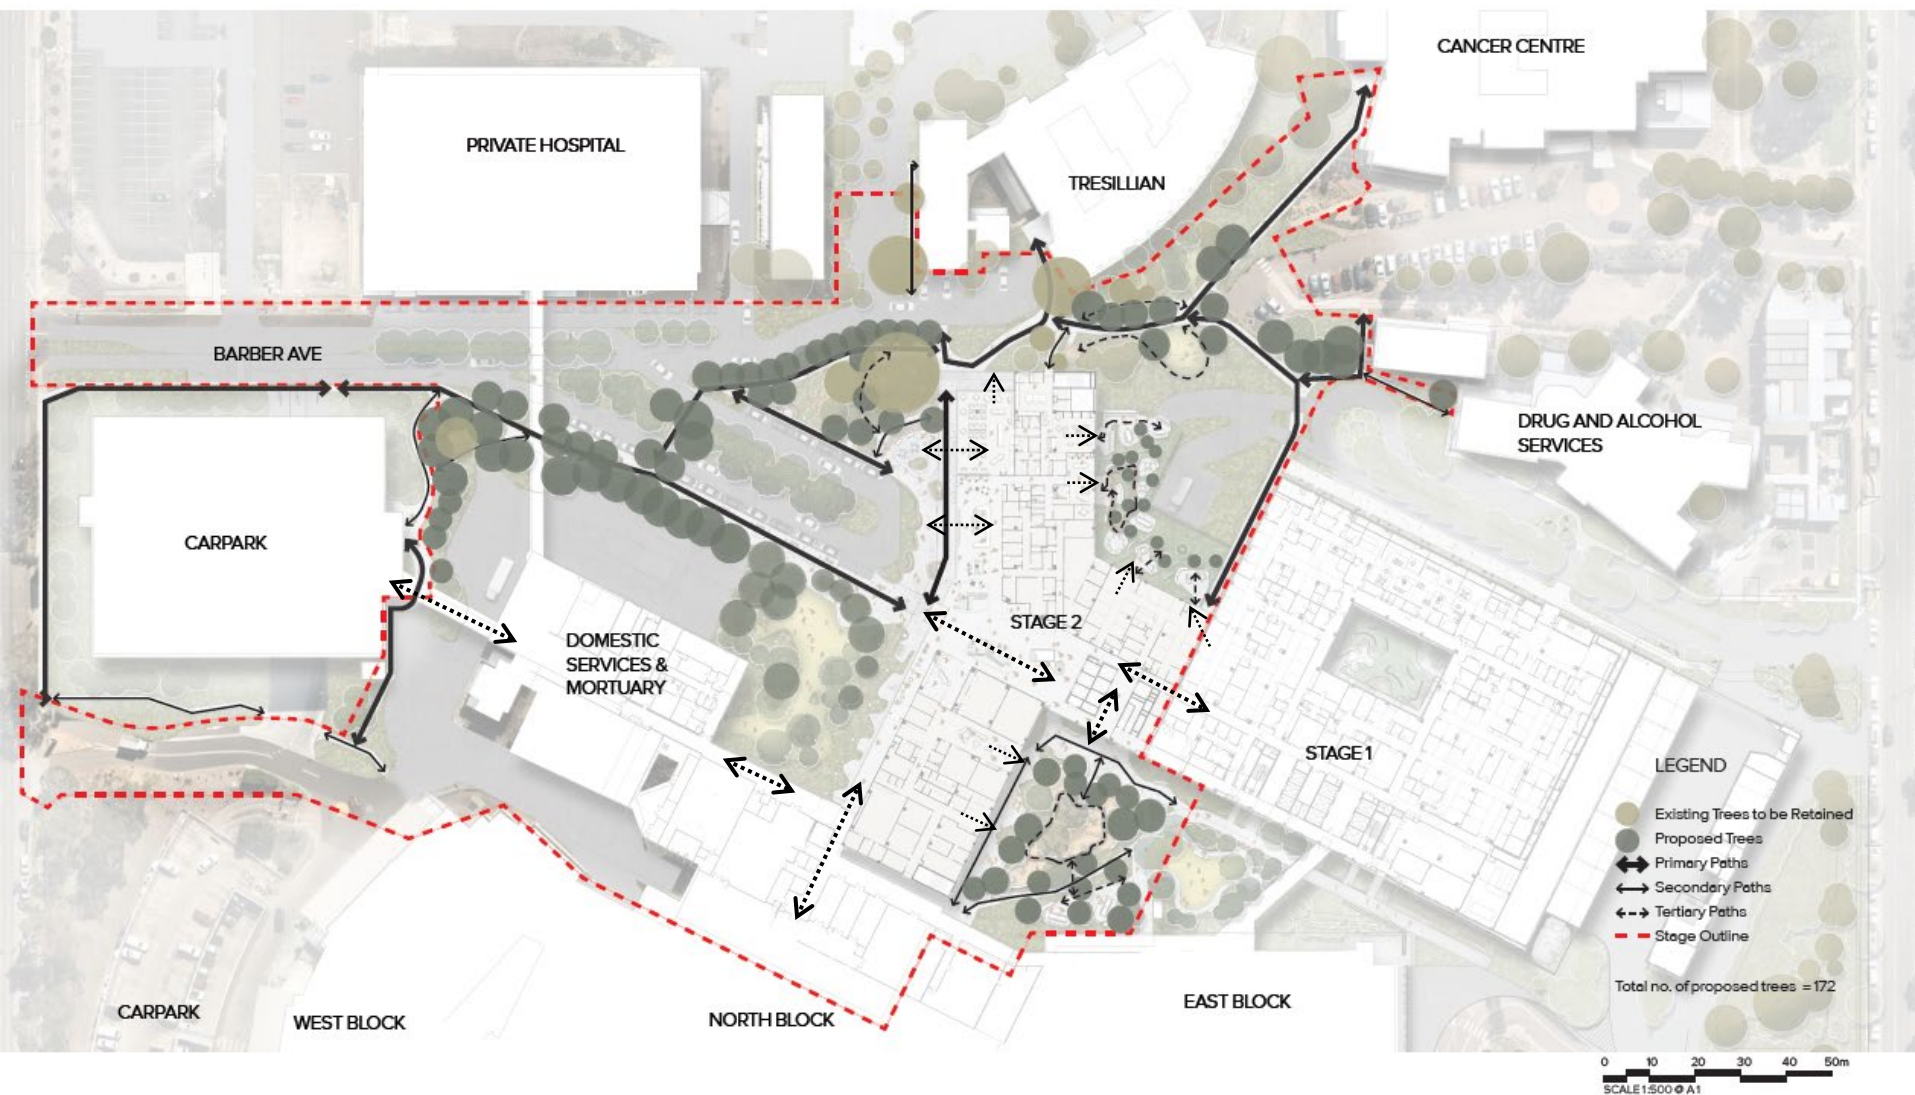 CANCER CENTRE
PRIVATE HOSPITAL
TRESILLIAN
BARBER AVE
DRUG AND ALCOHOL
SERVICES
CARPARK
STAGE 2
DOMESTIC
SERVICES &
MORTUARY
STAGE 1
LEGEND
Existing Trees to be Retained
Proposed Trees
Primary Paths
Secondary Paths
Tertiary Paths
Stage Outline
Total no. of proposed trees = 172
CARPARK
WEST BLOCK
NORTH BLOCK
EAST BLOCK
0 10 20 30 40 50m
SCALE 1:500 @ A1